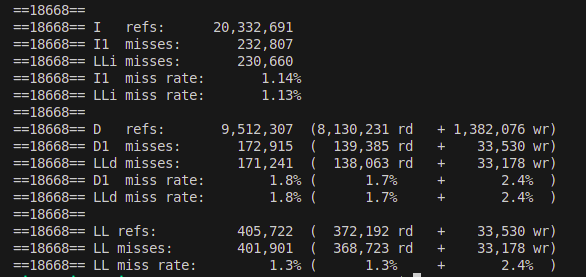 ==18668==
==18668== I   refs:      20,332,691
==18668== I1  misses:       232,807
==18668== LLi misses:       230,660
==18668== I1  miss rate:       1.14%
==18668== LLi miss rate:       1.13%
==18668==
==18668== D   refs:       9,512,307  (8,130,231 rd   + 1,382,076 wr)
==18668== D1  misses:       172,915  (  139,385 rd   +    33,530 wr)
==18668== LLd misses:       171,241  (  138,063 rd   +    33,178 wr)
==18668== D1  miss rate:        1.8% (      1.7%     +       2.4%  )
==18668== LLd miss rate:        1.8% (      1.7%     +       2.4%  )
==18668==
==18668== LL refs:          405,722  (  372,192 rd   +    33,530 wr)
==18668== LL misses:        401,901  (  368,723 rd   +    33,178 wr)
==18668== LL miss rate:         1.3% (      1.3%     +       2.4%  )